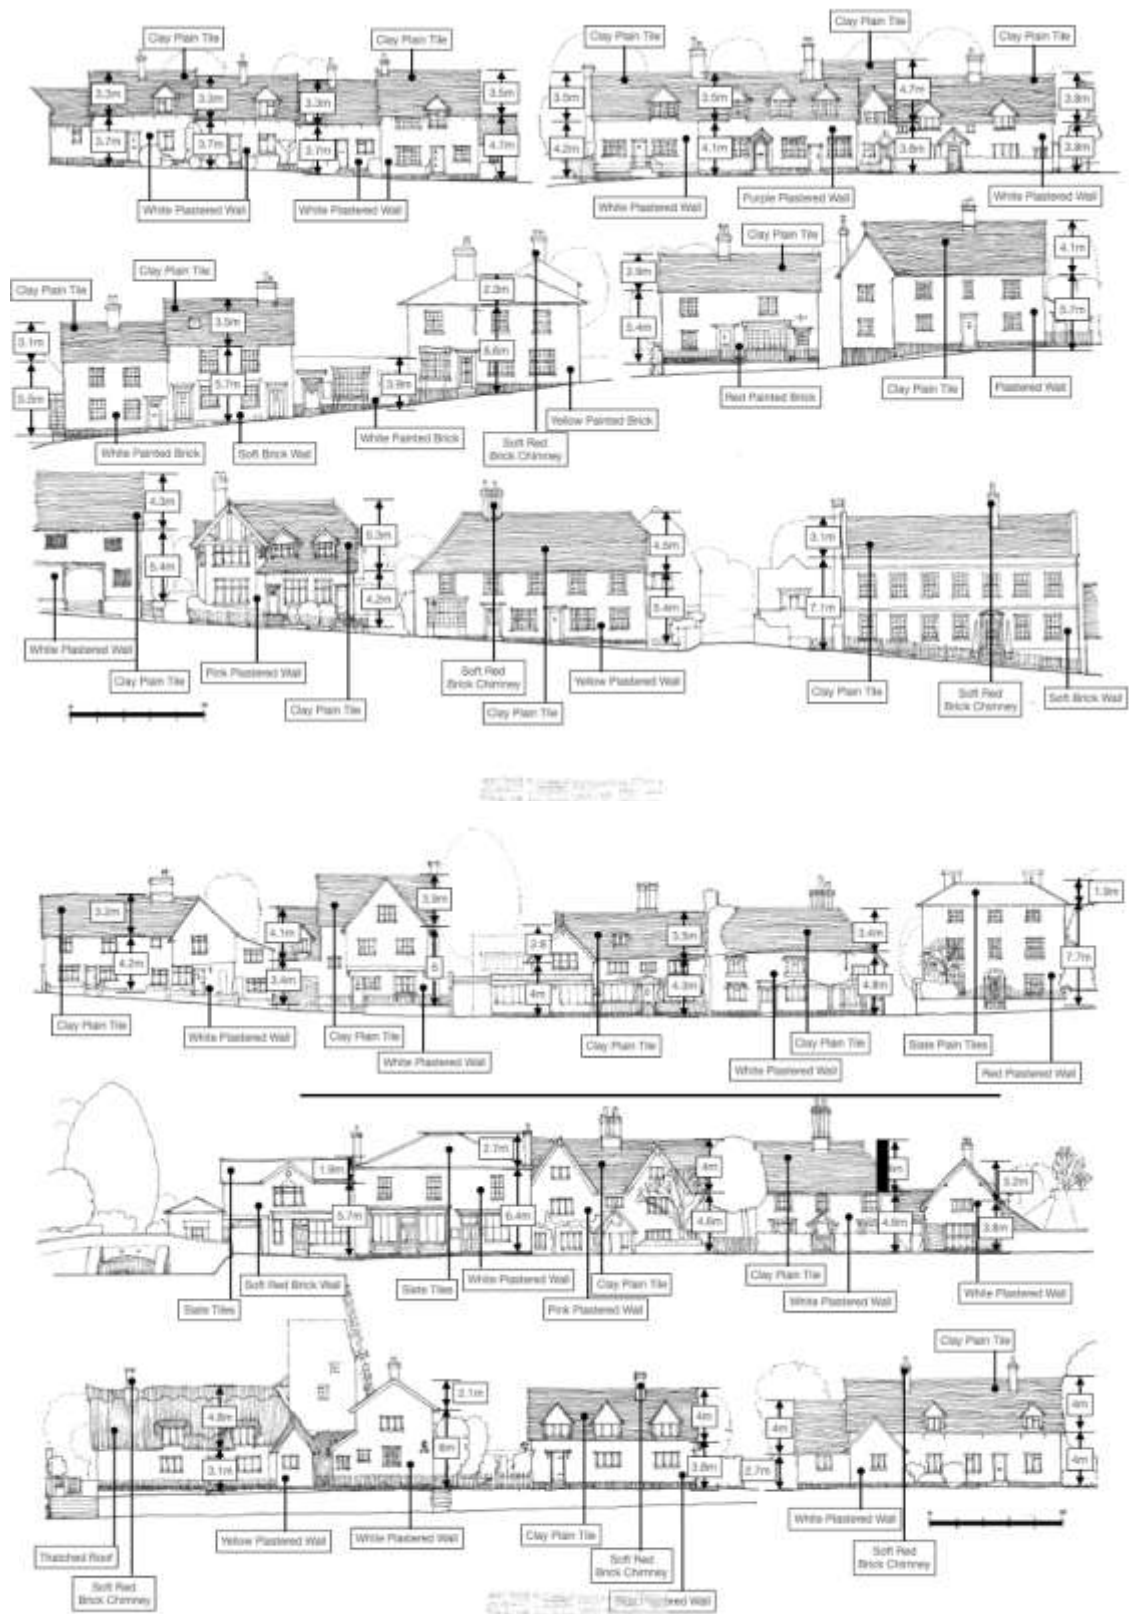 Clay Plain Tile
Clay Plain Tile
3.3m
3.3m
3.3m
3.5m
3.7m
3.7m
3.7m
4.7m
White Plastered Wall
White Plastered Wall
Clay Plain Tile
Clay Plain Tile
Clay Plain Tile
3.5m
3.5m
4.7m
3.8m
4.2m
4.1m
3.8m
3.8m
White Plastered Wall
Purple Plastered Wall
White Plastered Wall
Clay Plain Tile
Clay Plain Tile
3.1m
3.5m
2.3m
5.5m
5.7m
3.9m
5.6m
White Painted Brick
Soft Brick Wall
White Painted Brick
Soft Red
Brick Chimney
Yellow Painted Brick
Clay Plain Tile
3.9m
4.1m
5.4m
5.7m
Red Painted Brick
Clay Plain Tile
Plastered Wall
4.3m
5.3m
4.5m
3.1m
5.4m
4.2m
5.4m
7.1m
White Plastered Wall
Clay Plain Tile
Pink Plastered Wall
Clay Plain Tile
Soft Red
Brick Chimney
Clay Plain Tile
Yellow Plastered Wall
Clay Plain Tile
Soft Red
Brick Chimney
Soft Brick Wall
3.2m
4.1m
3.9m
3.8
3.5m
3.4m
1.9m
4.2m
3.4m
5
4m
4.3m
4.8m
7.7m
Clay Plain Tile
White Plastered Wall
Clay Plain Tile
White Plastered Wall
Clay Plain Tile
White Plastered Wall
Clay Plain Tile
Slate Plain Tiles
Red Plastered Wall
1.9m
2.7m
4m
5.2m
5.7m
6.4m
4.6m
4.8m
3.8m
Slate Tiles
Soft Red Brick Wall
Slate Tiles
White Plastered Wall
Pink Plastered Wall
Clay Plain Tile
Clay Plain Tile
White Plastered Wall
White Plastered Wall
Clay Plain Tile
4.8m
2.1m
4m
4m
4m
3.1m
6m
3.8m
2.7m
4m
Thatched Roof
Soft Red
Brick Chimney
Yellow Plastered Wall
White Plastered Wall
Clay Plain Tile
Soft Red
Brick Chimney
Wall
White Plastered Wall
Soft Red
Brick Chimney